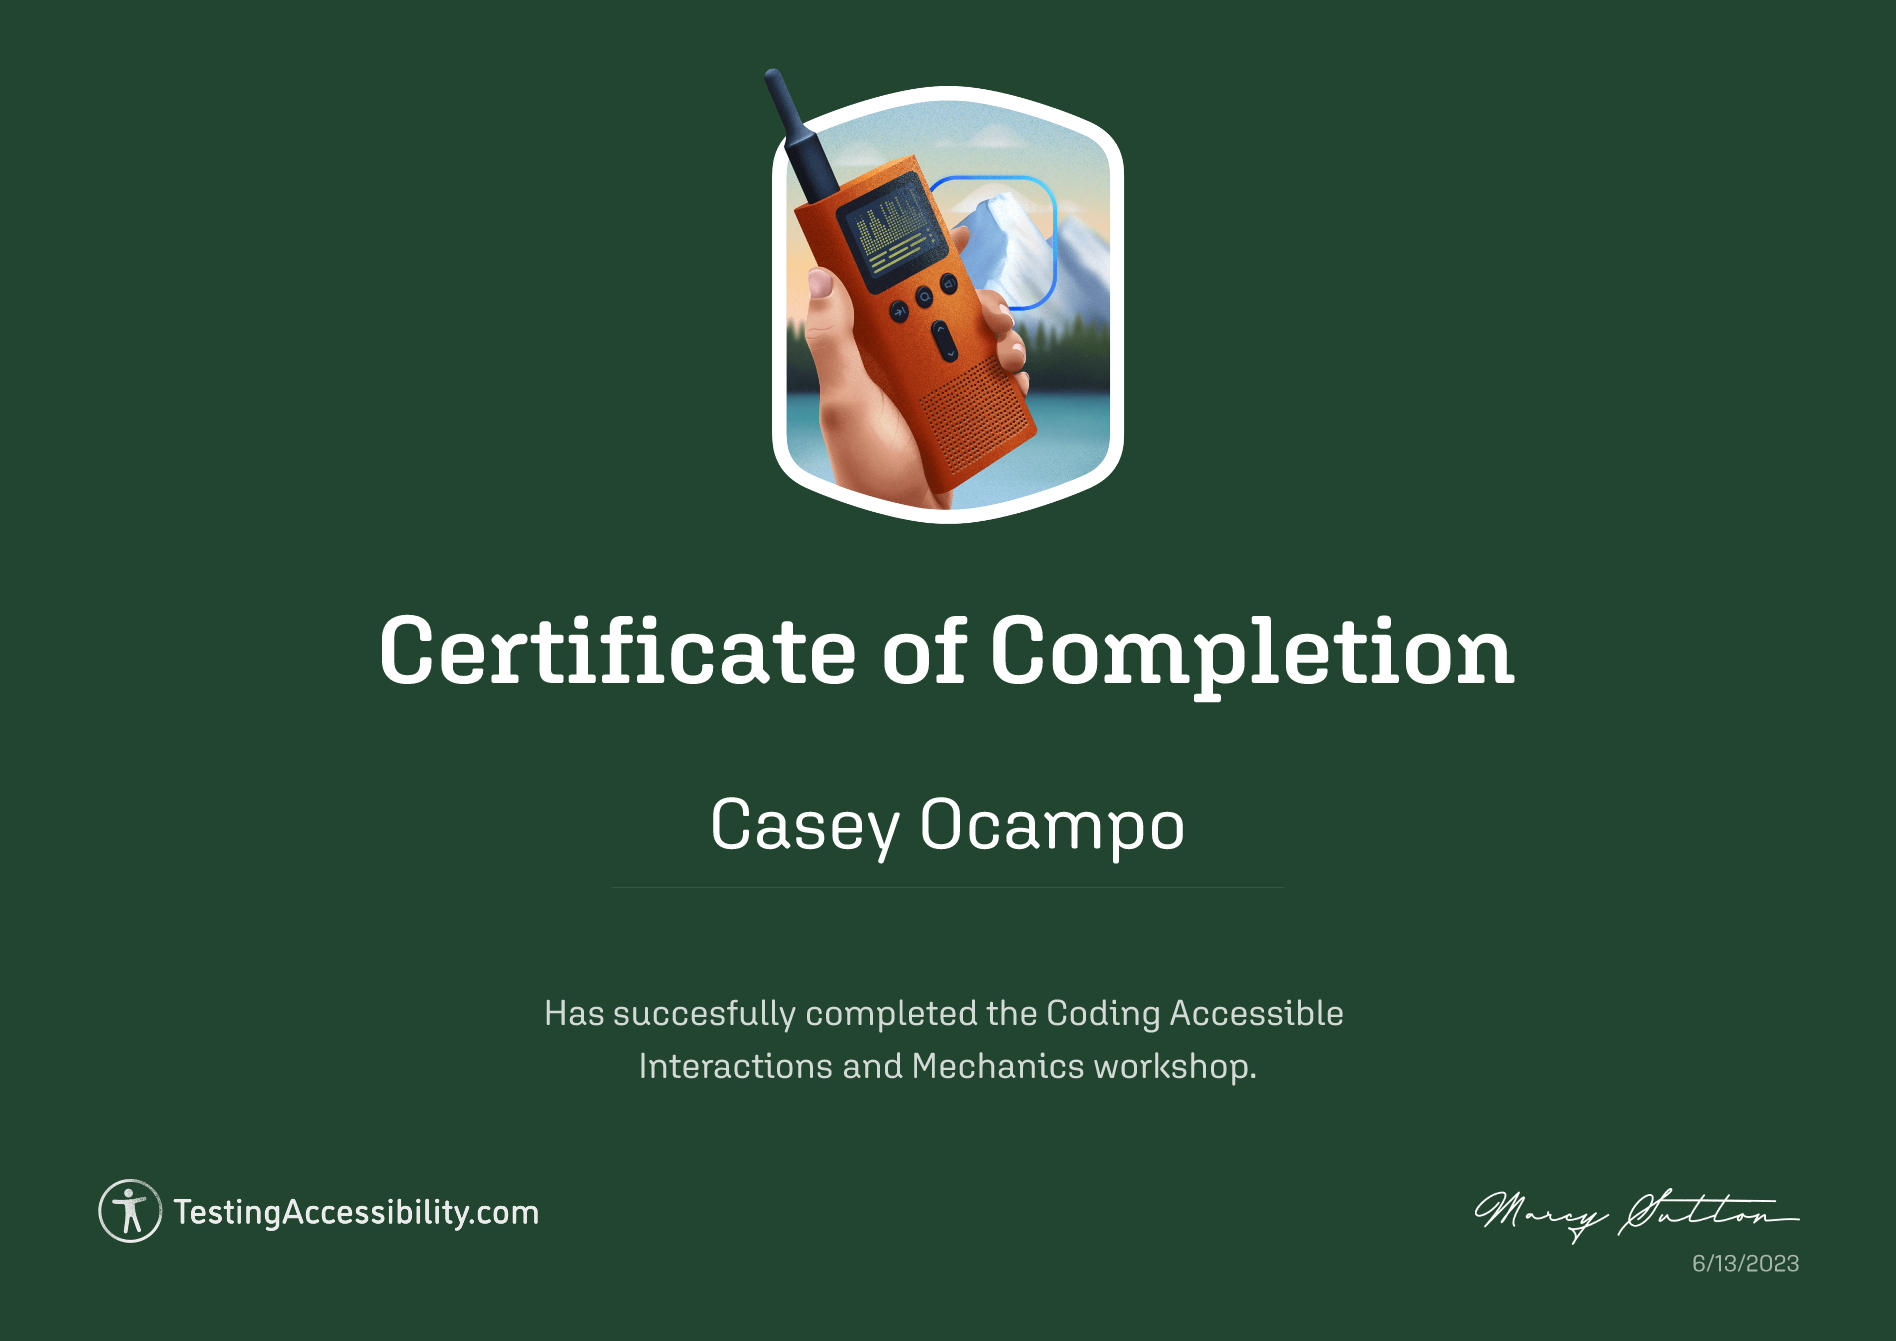 Certificate of Completion
Casey Ocampo
Has succesfully completed the Coding Accessible
Interactions and Mechanics workshop.
TestingAccessibility.com
Marcy Sutton
6/13/2023